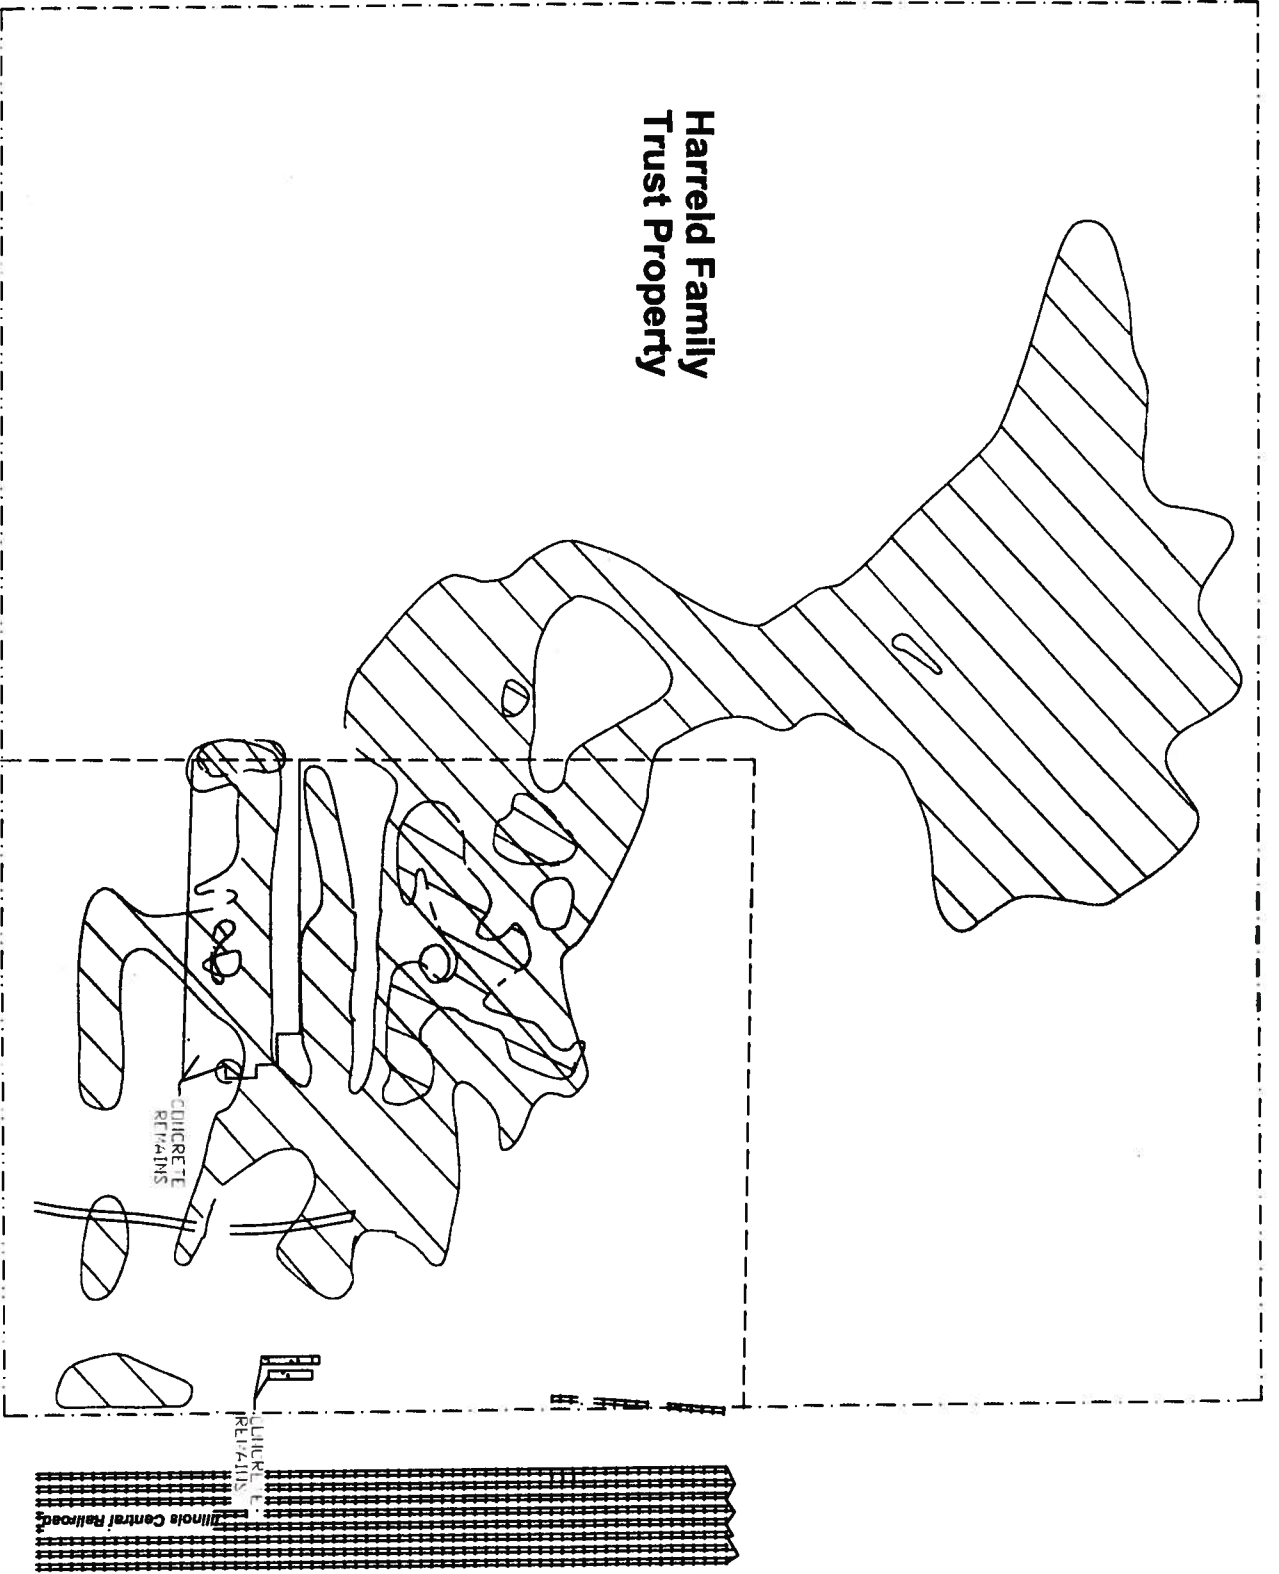 Harreld Family
Trust Property
CONCRETE
REMAINS
CONCRETE
REMAINS
Illinois Central Railroad